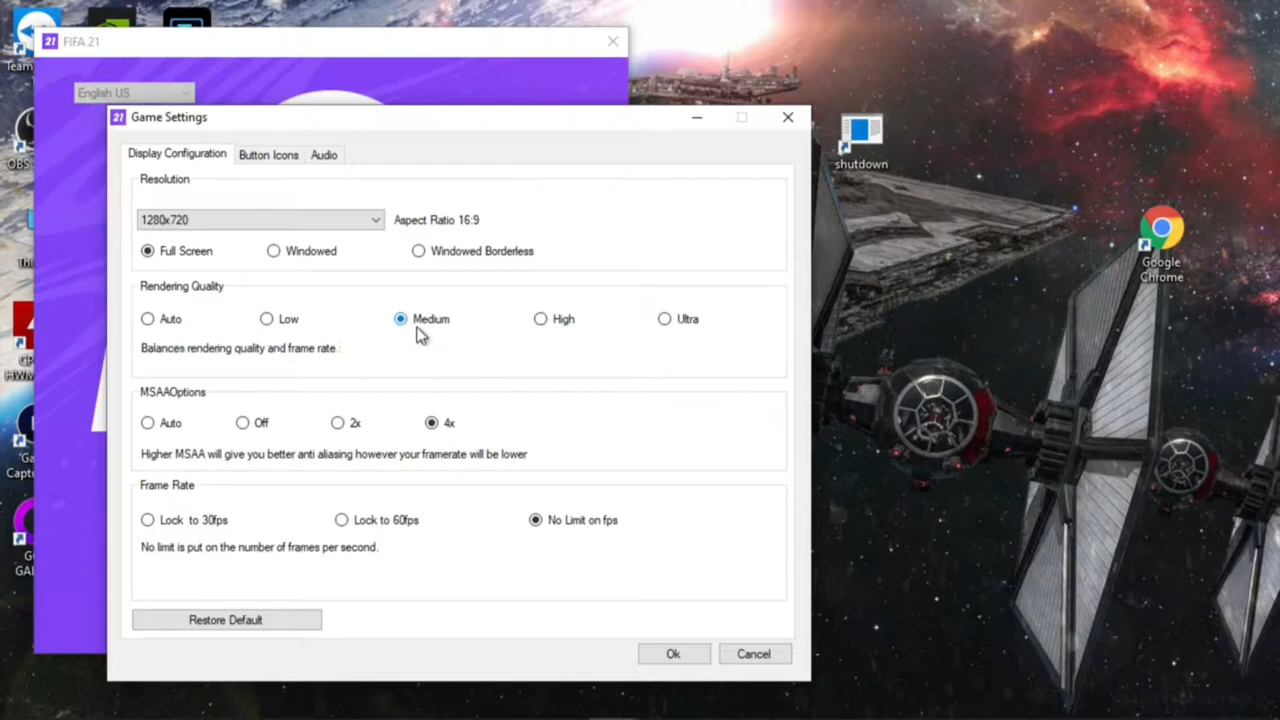 21 FIFA 21
Team
English US
21 Game Settings
shutdown
Display Configuration Button Icons Audio
OBS
Resolution
1280x720 Aspect Ratio 16:9
Full Screen Windowed Windowed Borderless
Google
Chrome
Rendering Quality
Auto Low Medium High Ultra
Balances rendering quality and frame rate.
MSAAOptions
Auto Off 2x 4x
Higher MSAA will give you better anti aliasing however your framerate will be lower
Frame Rate
Lock to 30fps Lock to 60fps No Limit on fps
No limit is put on the number of frames per second.
Restore Default
Ok Cancel